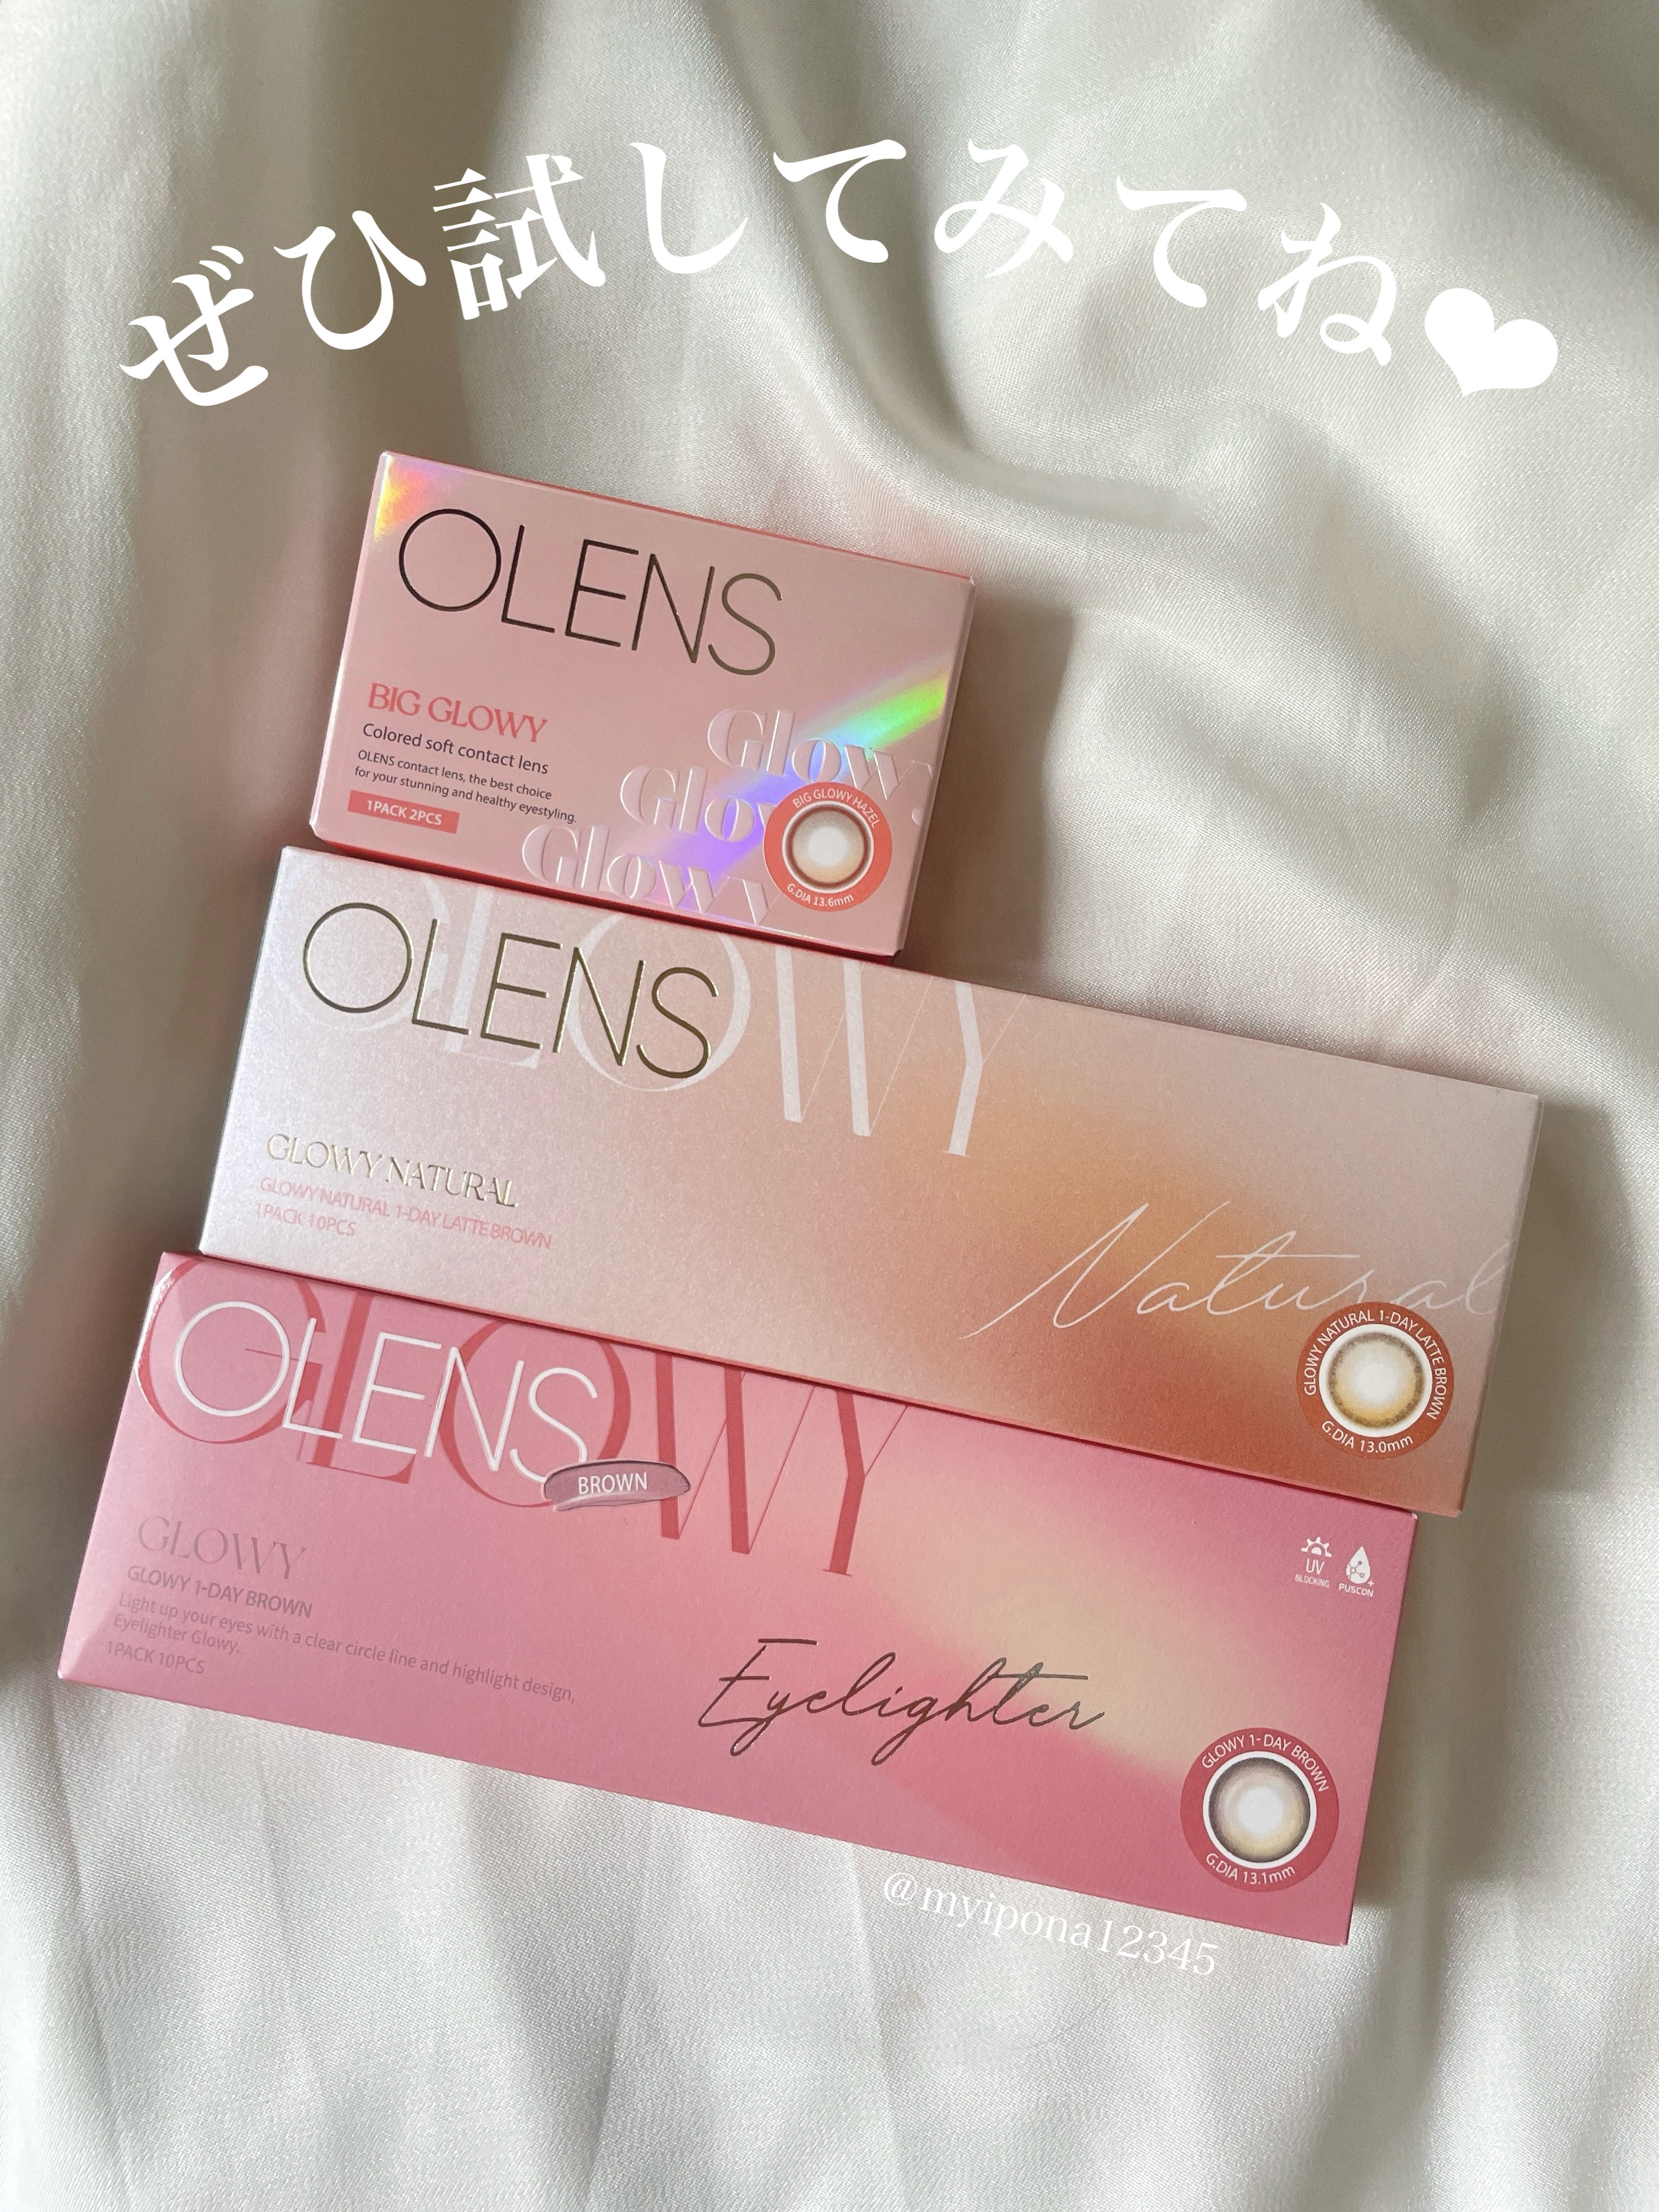 ぜひ試してみてね❤
OLENS
BIG GLOWY
Colored soft contact lens
OLENS contact lens, the best choice
for your stunning and healthy eyestyling.
1PACK 2PCS
Glowy
Glowy
Glowy
BIG GLOWY HAZEL
G.DIA 13.6mm
GLOWY
OLENS
GLOWY NATURAL
GLOWY NATURAL 1-DAY LATTE BROWN
1PACK 10PCS
Natural
GLOWY NATURAL 1-DAY LATTE BROWN
G.DIA 13.0mm
GLOWY
OLENS
BROWN
GLOWY
GLOWY 1-DAY BROWN
Light up your eyes with a clear circle line and highlight design,
Eyelighter Glowy.
1PACK 10PCS
Eyelighter
UV
BLOCKING
PUSCON
GLOWY 1-DAY BROWN
G.DIA 13.1mm
@myipona12345